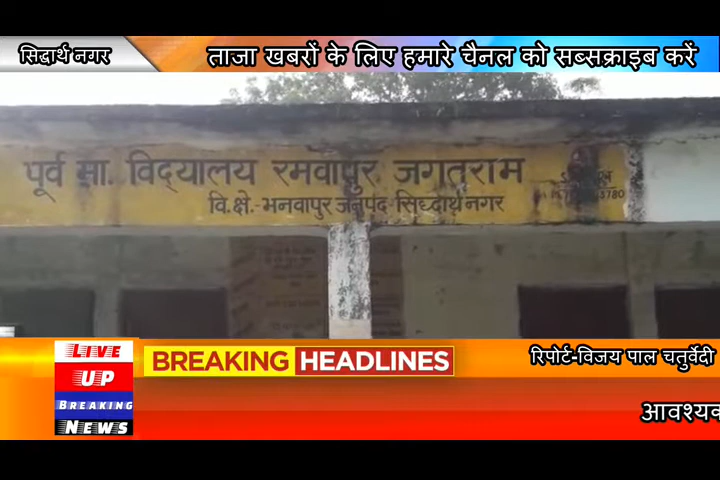 सिद्धार्थ नगर
ताजा खबरों के लिए हमारे चैनल को सब्सक्राइब करें
पूर्व मा. विद्यालय रमवापुर जगतराम
वि.क्षे.- भनवापुर जनपद-सिद्धार्थनगर
LIVE
UP
BREAKING
NEWS
BREAKING HEADLINES
रिपोर्ट-विजय पाल चतुर्वेदी
आवश्यक